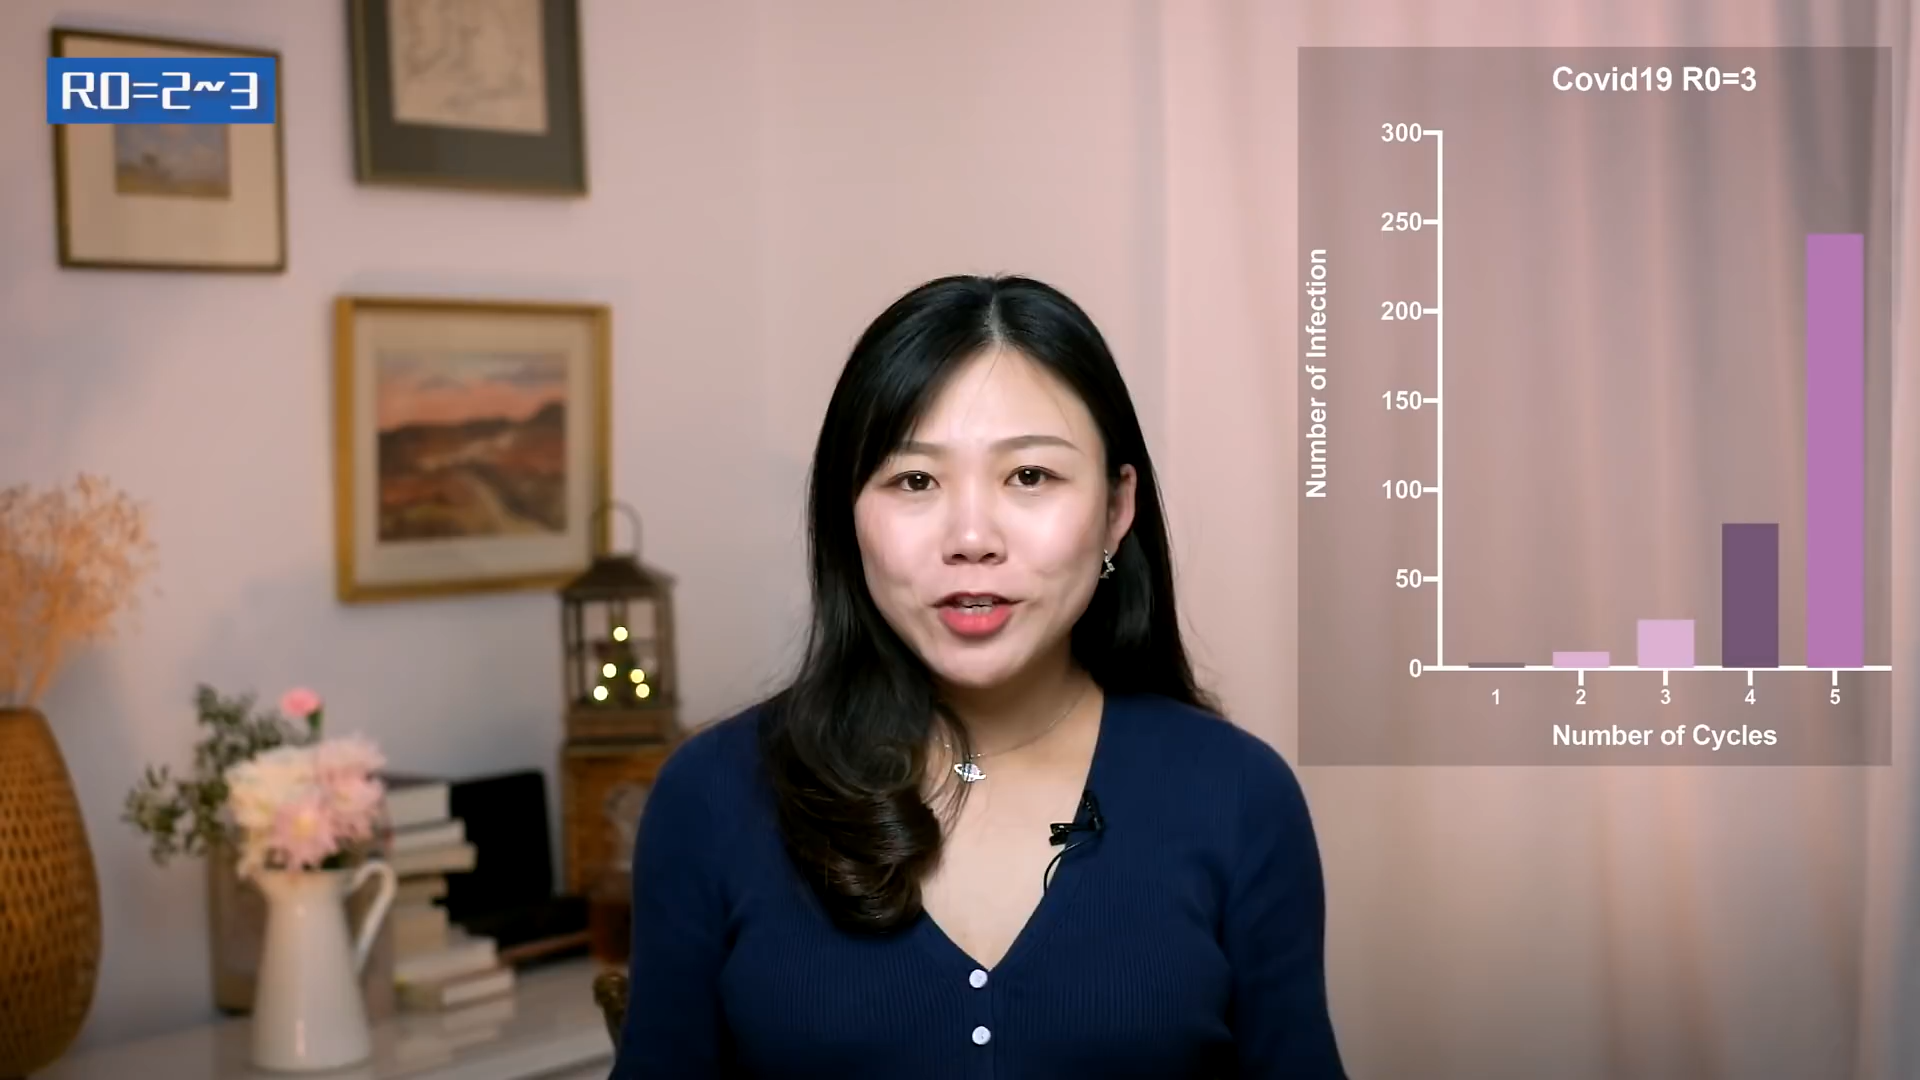 R0=2~3
Covid19 R0=3
300
250
200
150
100
50
0
Number of Infection
1 2 3 4 5
Number of Cycles